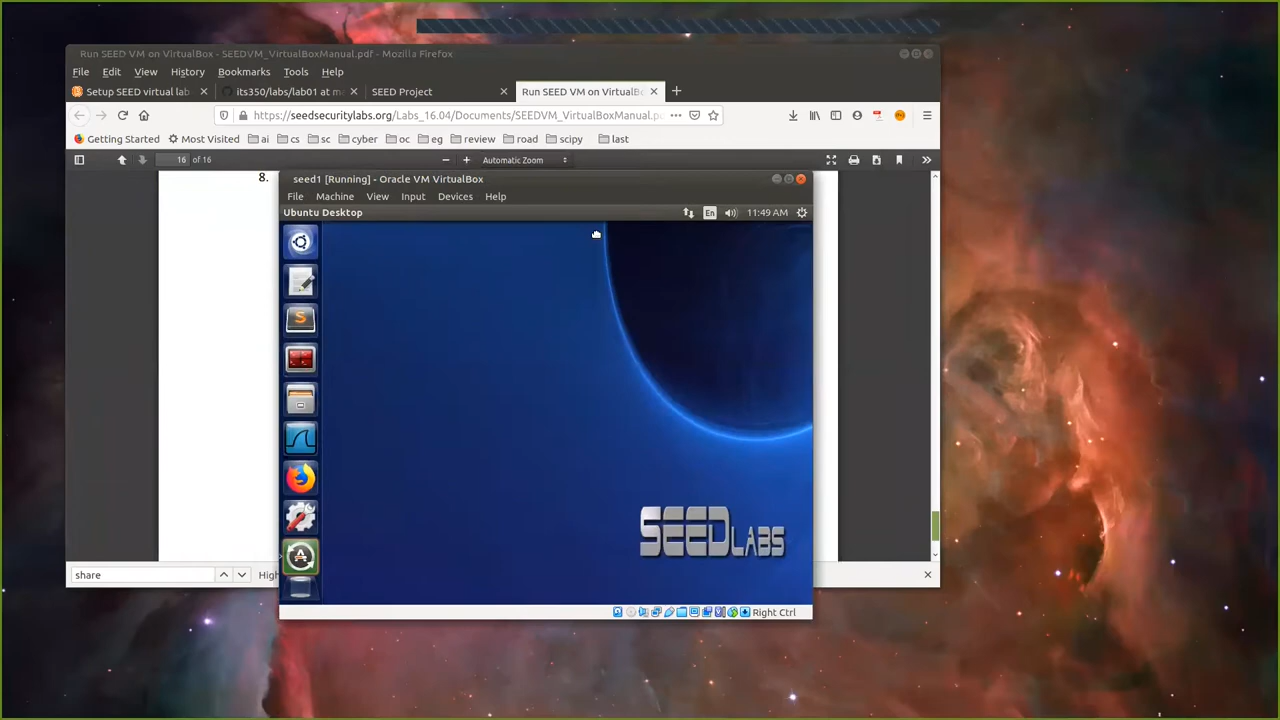 Run SEED VM on VirtualBox - SEEDVM_VirtualBoxManual.pdf - Mozilla Firefox
File Edit View History Bookmarks Tools Help
Setup SEED virtual lab
its350/labs/lab01 at ma
SEED Project
Run SEED VM on VirtualBo
https://seedsecuritylabs.org/Labs_16.04/Documents/SEEDVM_VirtualBoxManual.p
Getting Started Most Visited ai cs sc cyber oc eg review road scipy last
16 of 16 Automatic Zoom
8.
seed1 [Running] - Oracle VM VirtualBox
File Machine View Input Devices Help
Ubuntu Desktop En 11:49 AM
SEEDLABS
share High
Right Ctrl